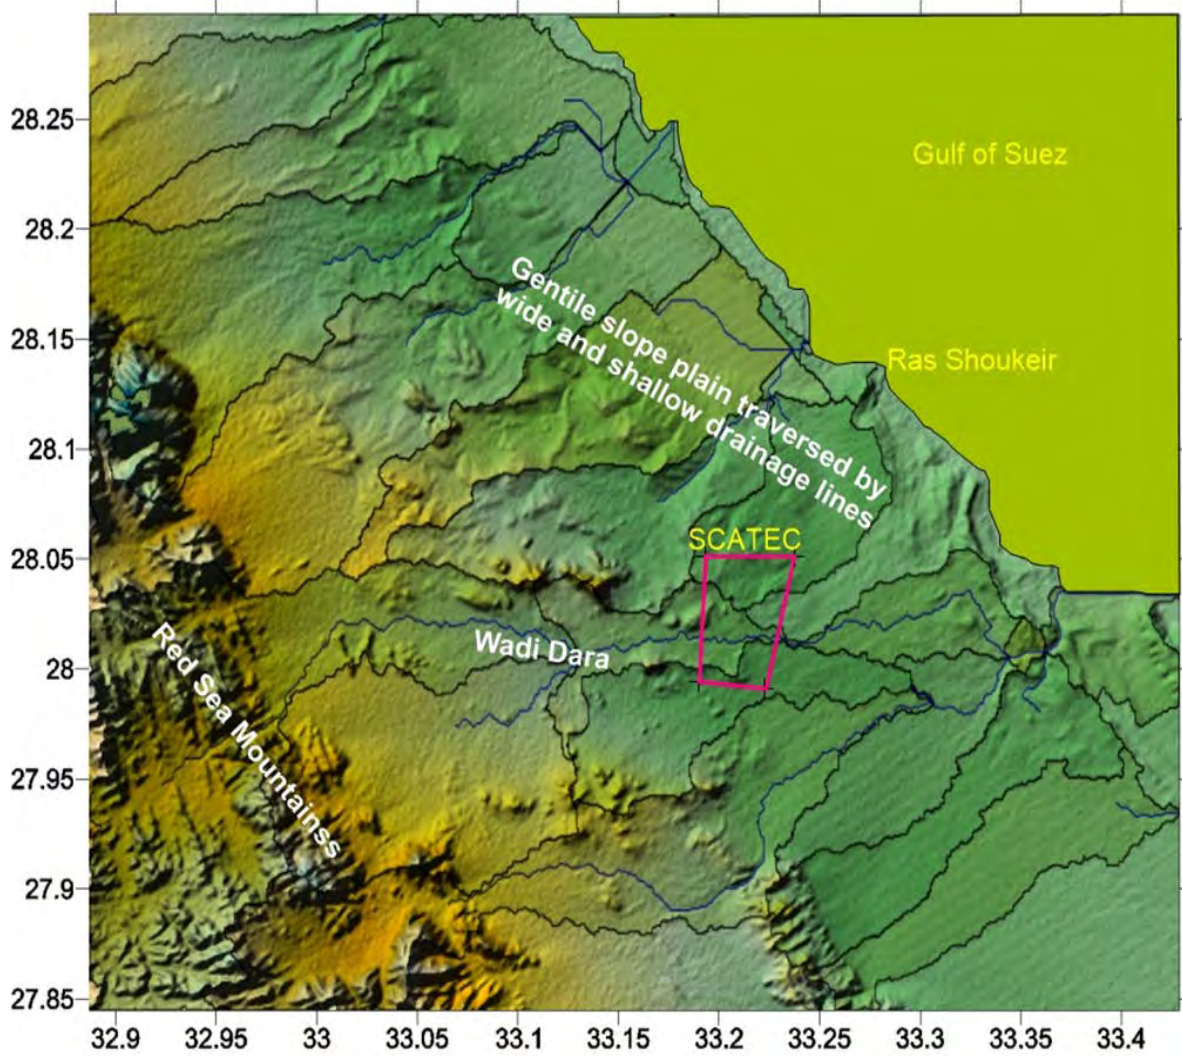 28.25
Gulf of Suez
28.2
Gentile slope plain traversed by
wide and shallow drainage lines
28.15
Ras Shoukeir
28.1
SCATEC
28.05
Wadi Dara
28
Red Sea Mountainss
27.95
27.9
27.85
32.9 32.95 33 33.05 33.1 33.15 33.2 33.25 33.3 33.35 33.4